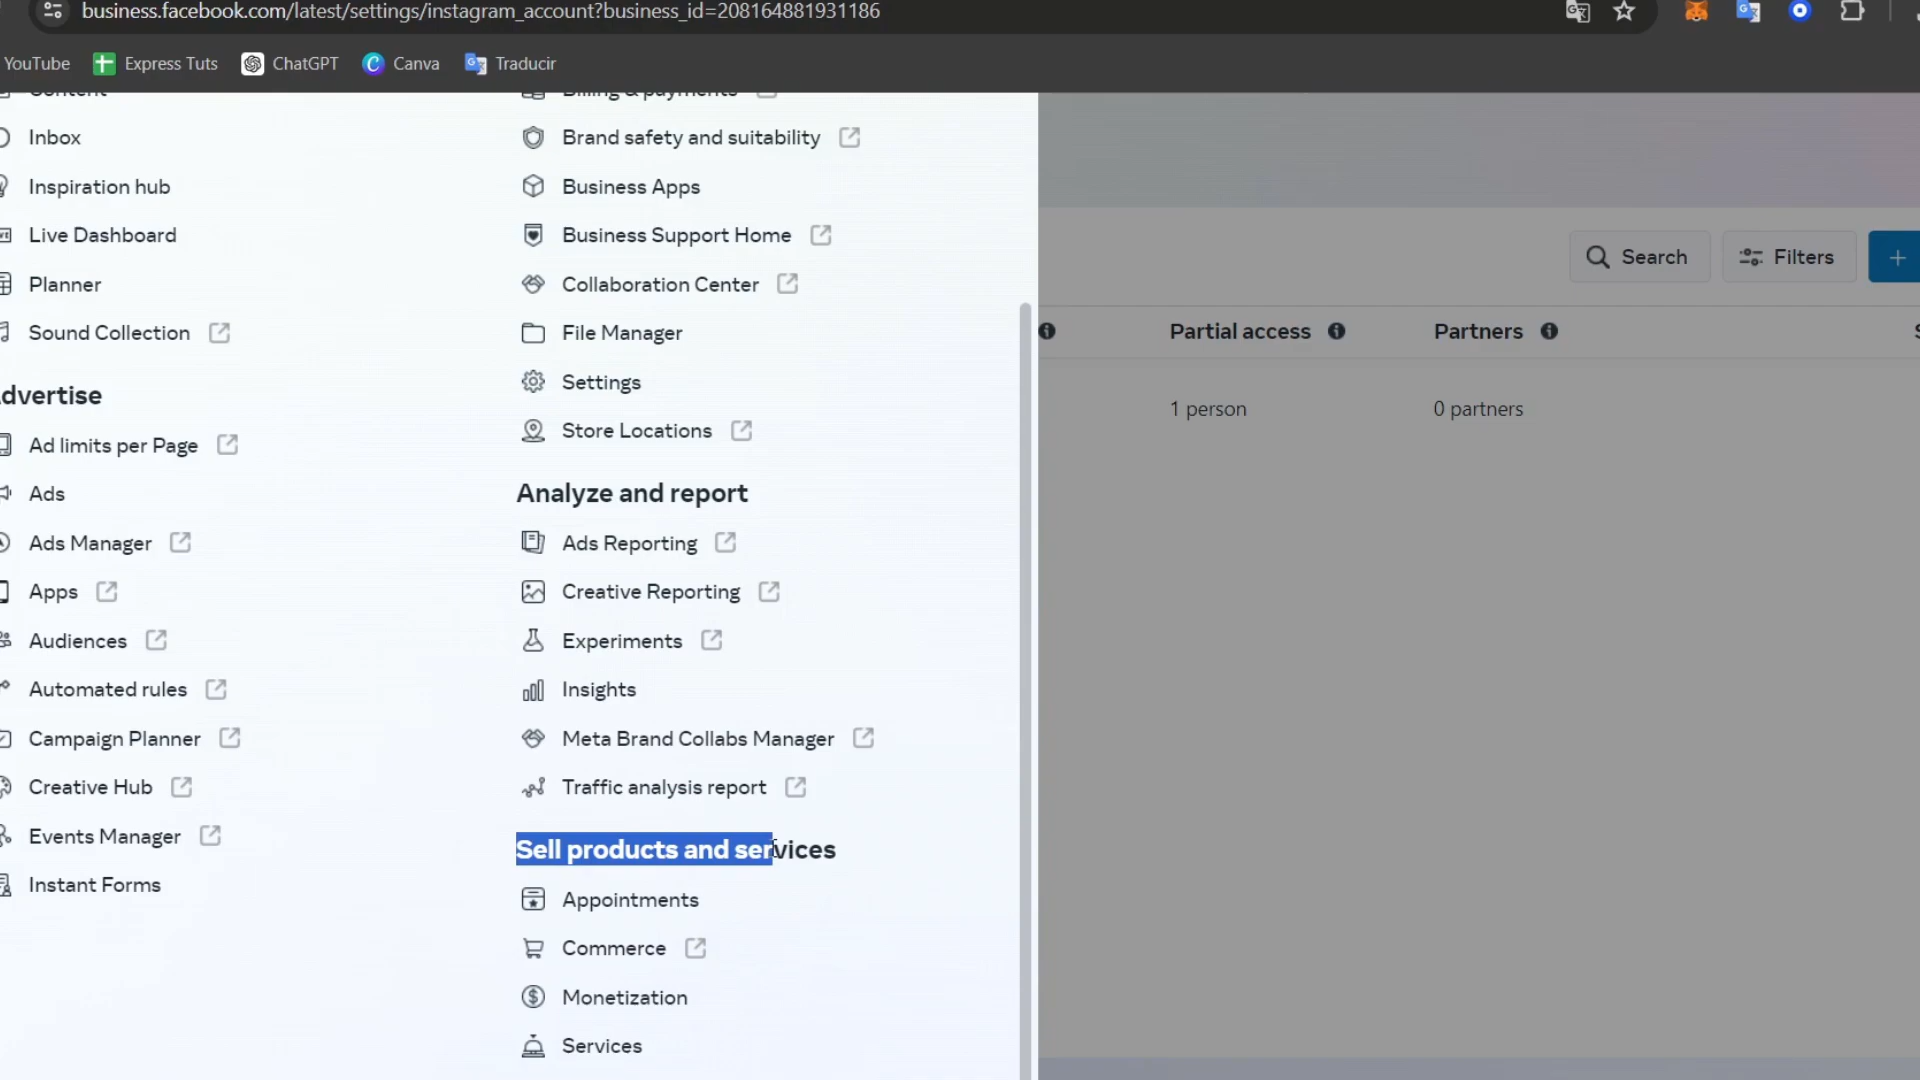 business.facebook.com/latest/settings/instagram_account?business_id=208164881931186
YouTube
Express Tuts
ChatGPT
Canva
Traducir
Content
Inbox
Inspiration hub
Live Dashboard
Planner
Sound Collection
dvertise
Ad limits per Page
Ads
Ads Manager
Apps
Audiences
Automated rules
Campaign Planner
Creative Hub
Events Manager
Instant Forms
Billing & payments
Brand safety and suitability
Business Apps
Business Support Home
Collaboration Center
File Manager
Settings
Store Locations
Analyze and report
Ads Reporting
Creative Reporting
Experiments
Insights
Meta Brand Collabs Manager
Traffic analysis report
Sell products and services
Appointments
Commerce
Monetization
Services
Search
Filters
Partial access
Partners
1 person
0 partners